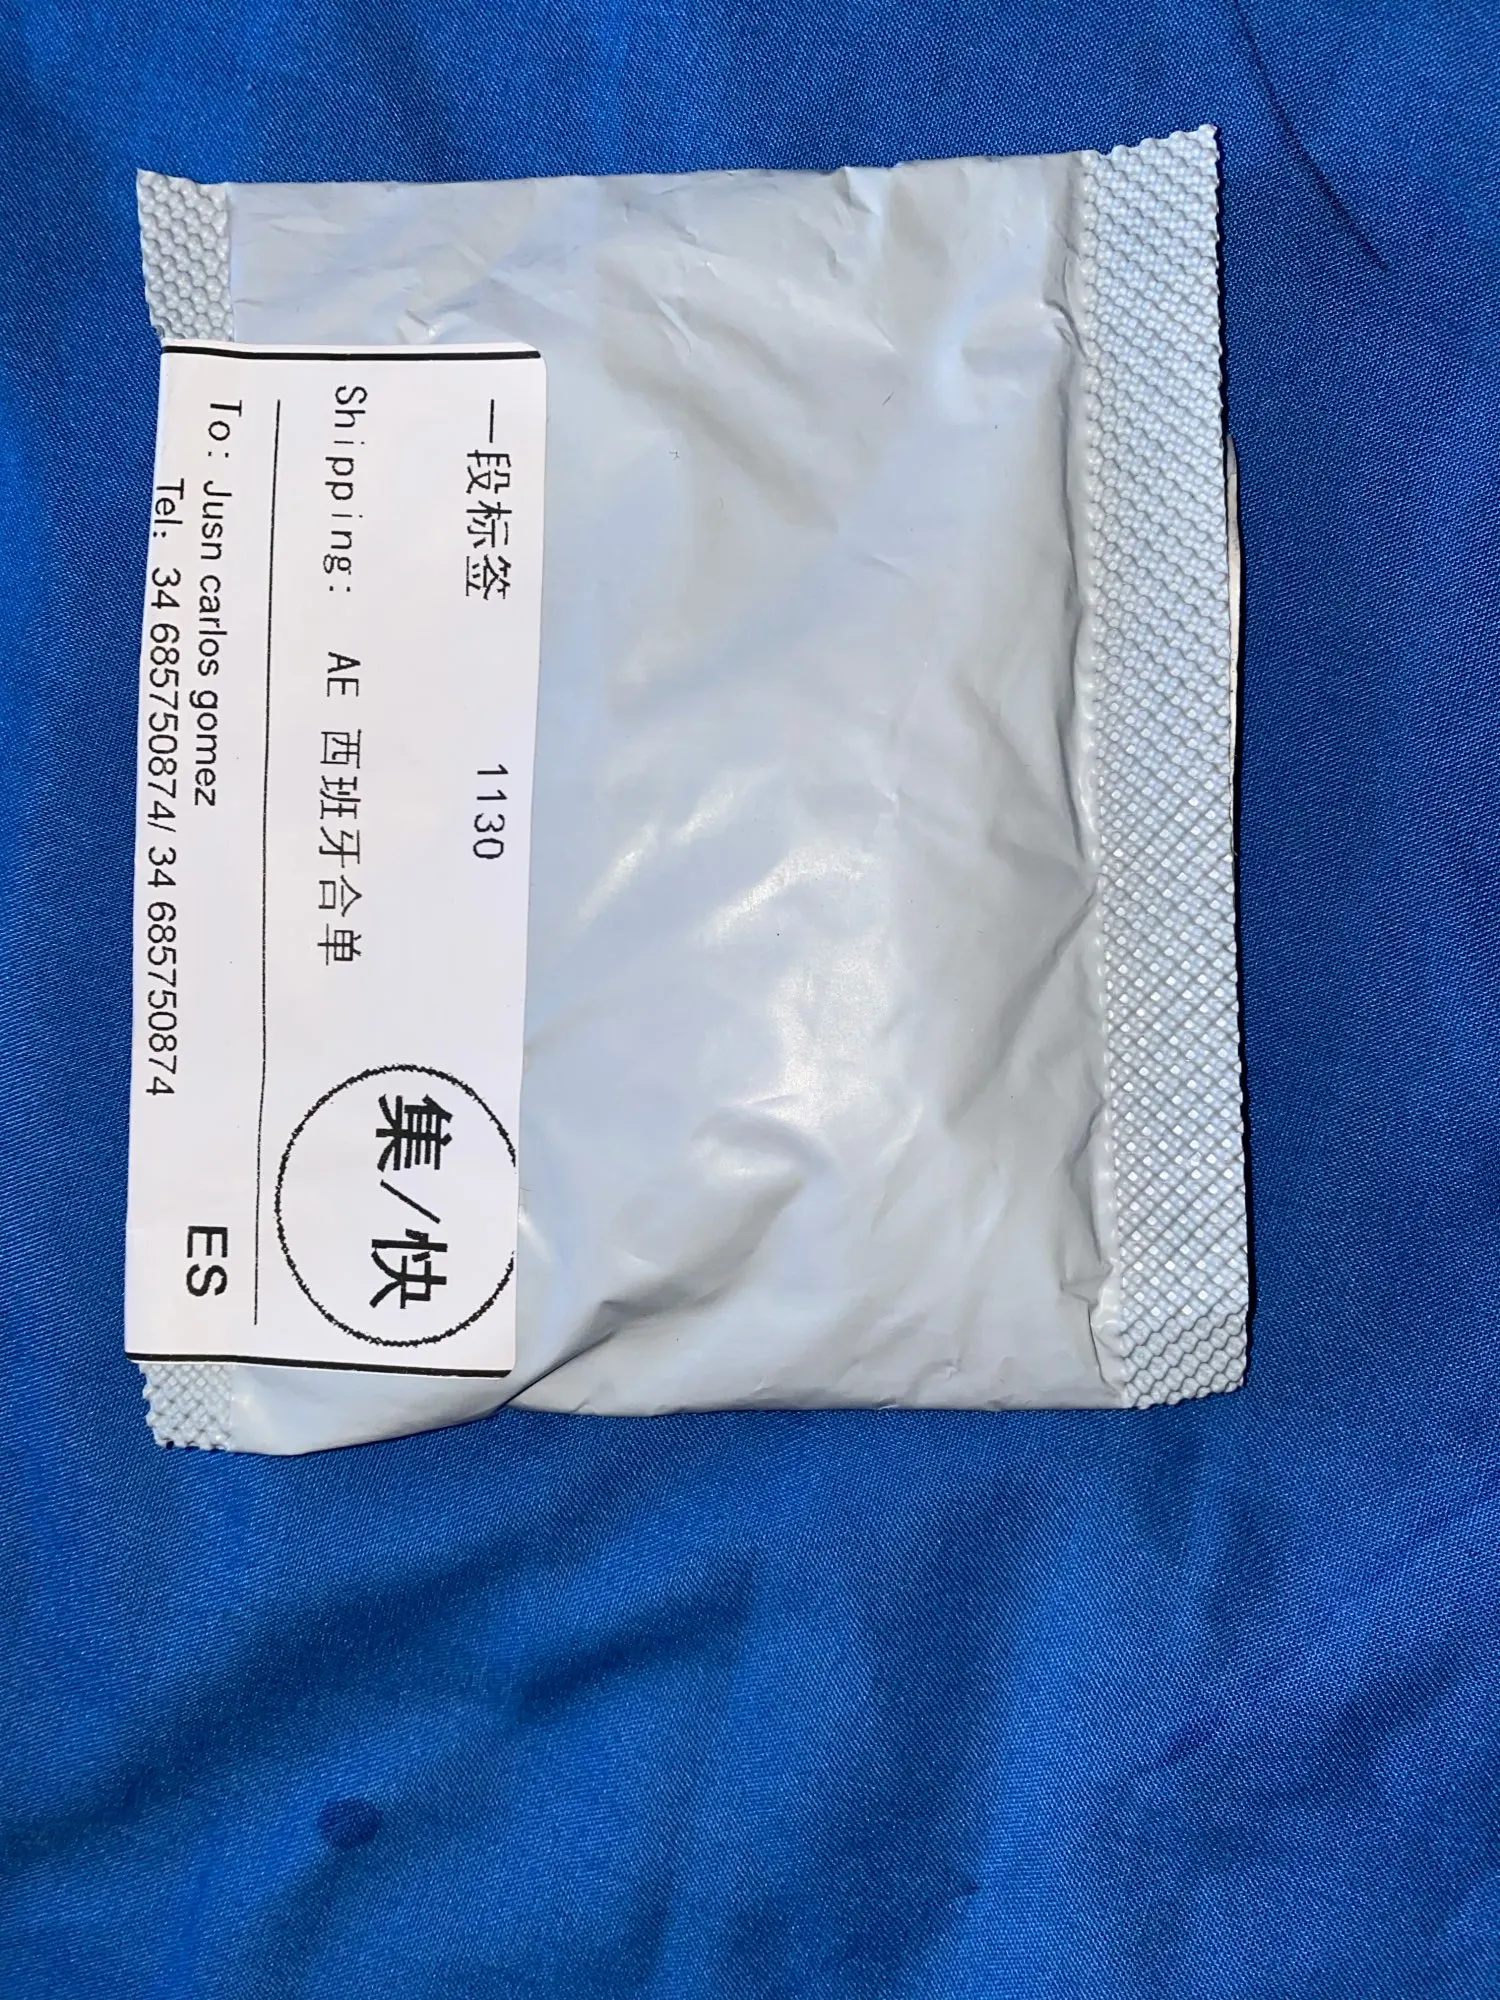 一段标签 1130
Shipping: AE 西班牙合单
集/快
To: Jusn carlos gomez
Tel: 34 685750874/ 34 685750874
ES